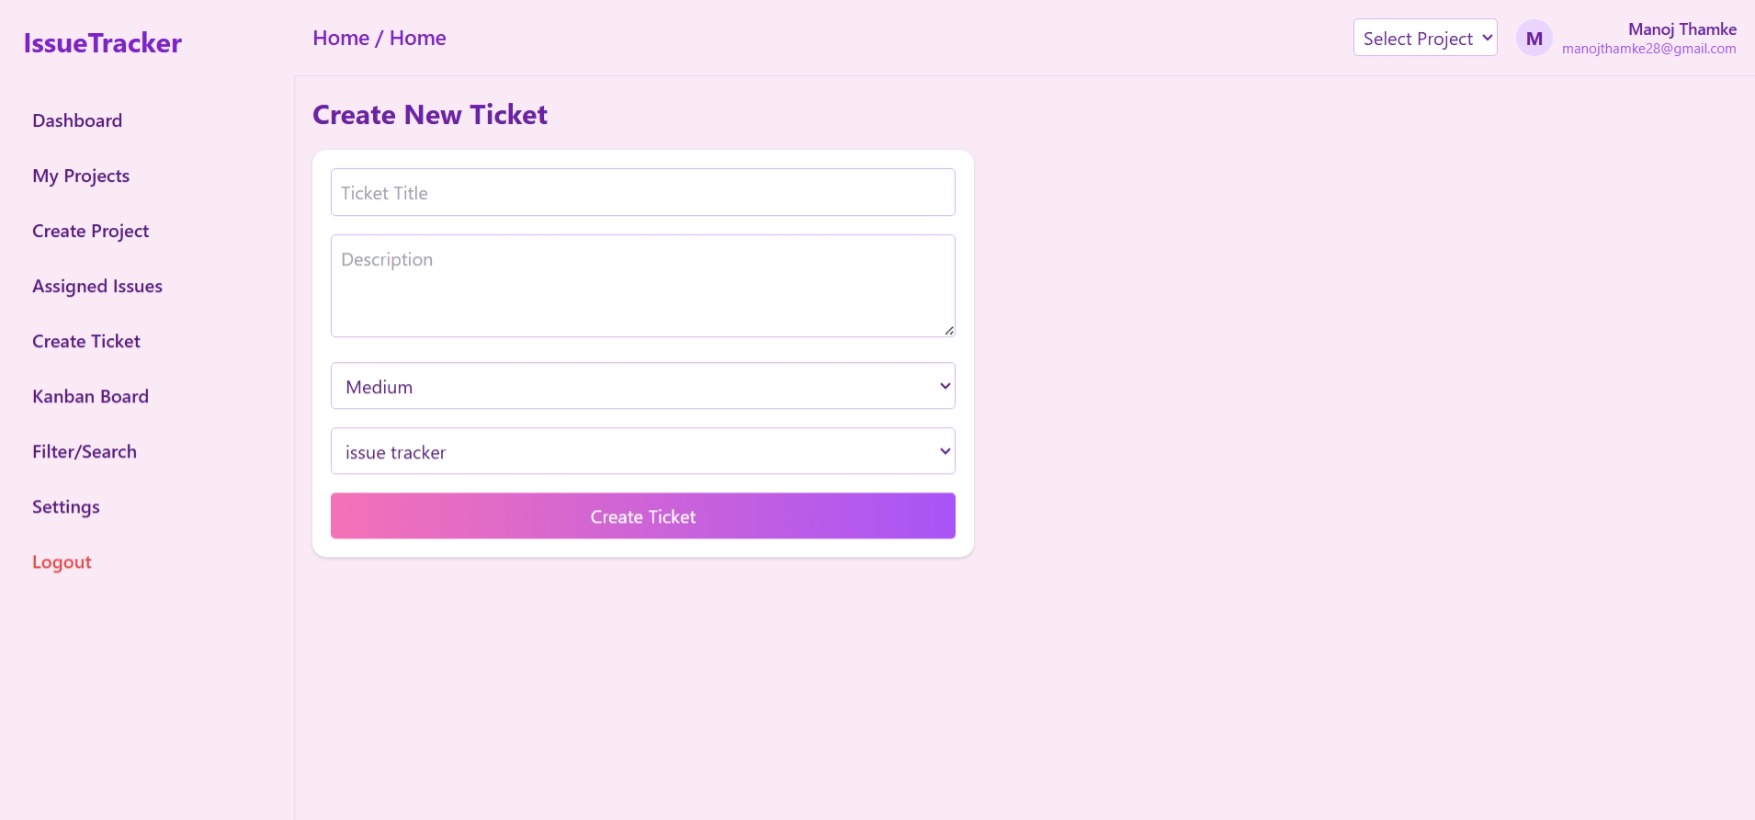 IssueTracker
Dashboard
My Projects
Create Project
Assigned Issues
Create Ticket
Kanban Board
Filter/Search
Settings
Logout
Home / Home
Select Project
M
Manoj Thamke
manojthamke28@gmail.com
Create New Ticket
Ticket Title
Description
Medium
issue tracker
Create Ticket